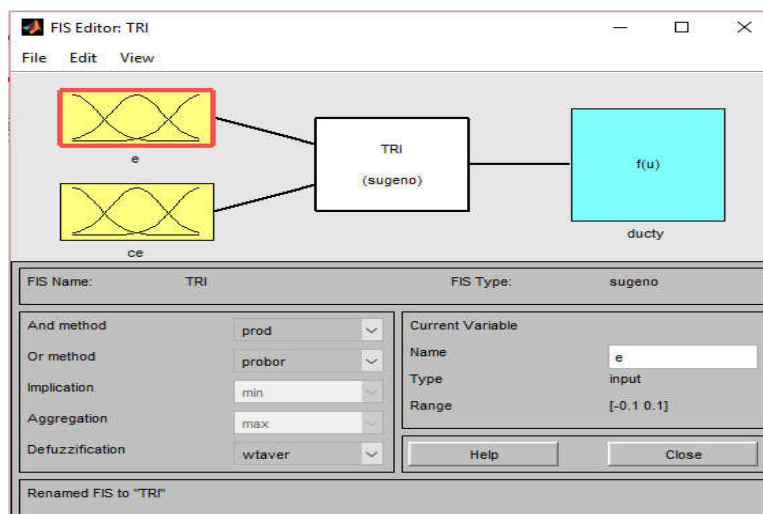 FIS Editor: TRI
File Edit View
e
ce
TRI
(sugeno)
f(u)
ducty
FIS Name: TRI FIS Type: sugeno
And method prod
Or method probor
Implication min
Aggregation max
Defuzzification wtaver
Current Variable
Name e
Type input
Range [-0.1 0.1]
Help Close
Renamed FIS to "TRI"